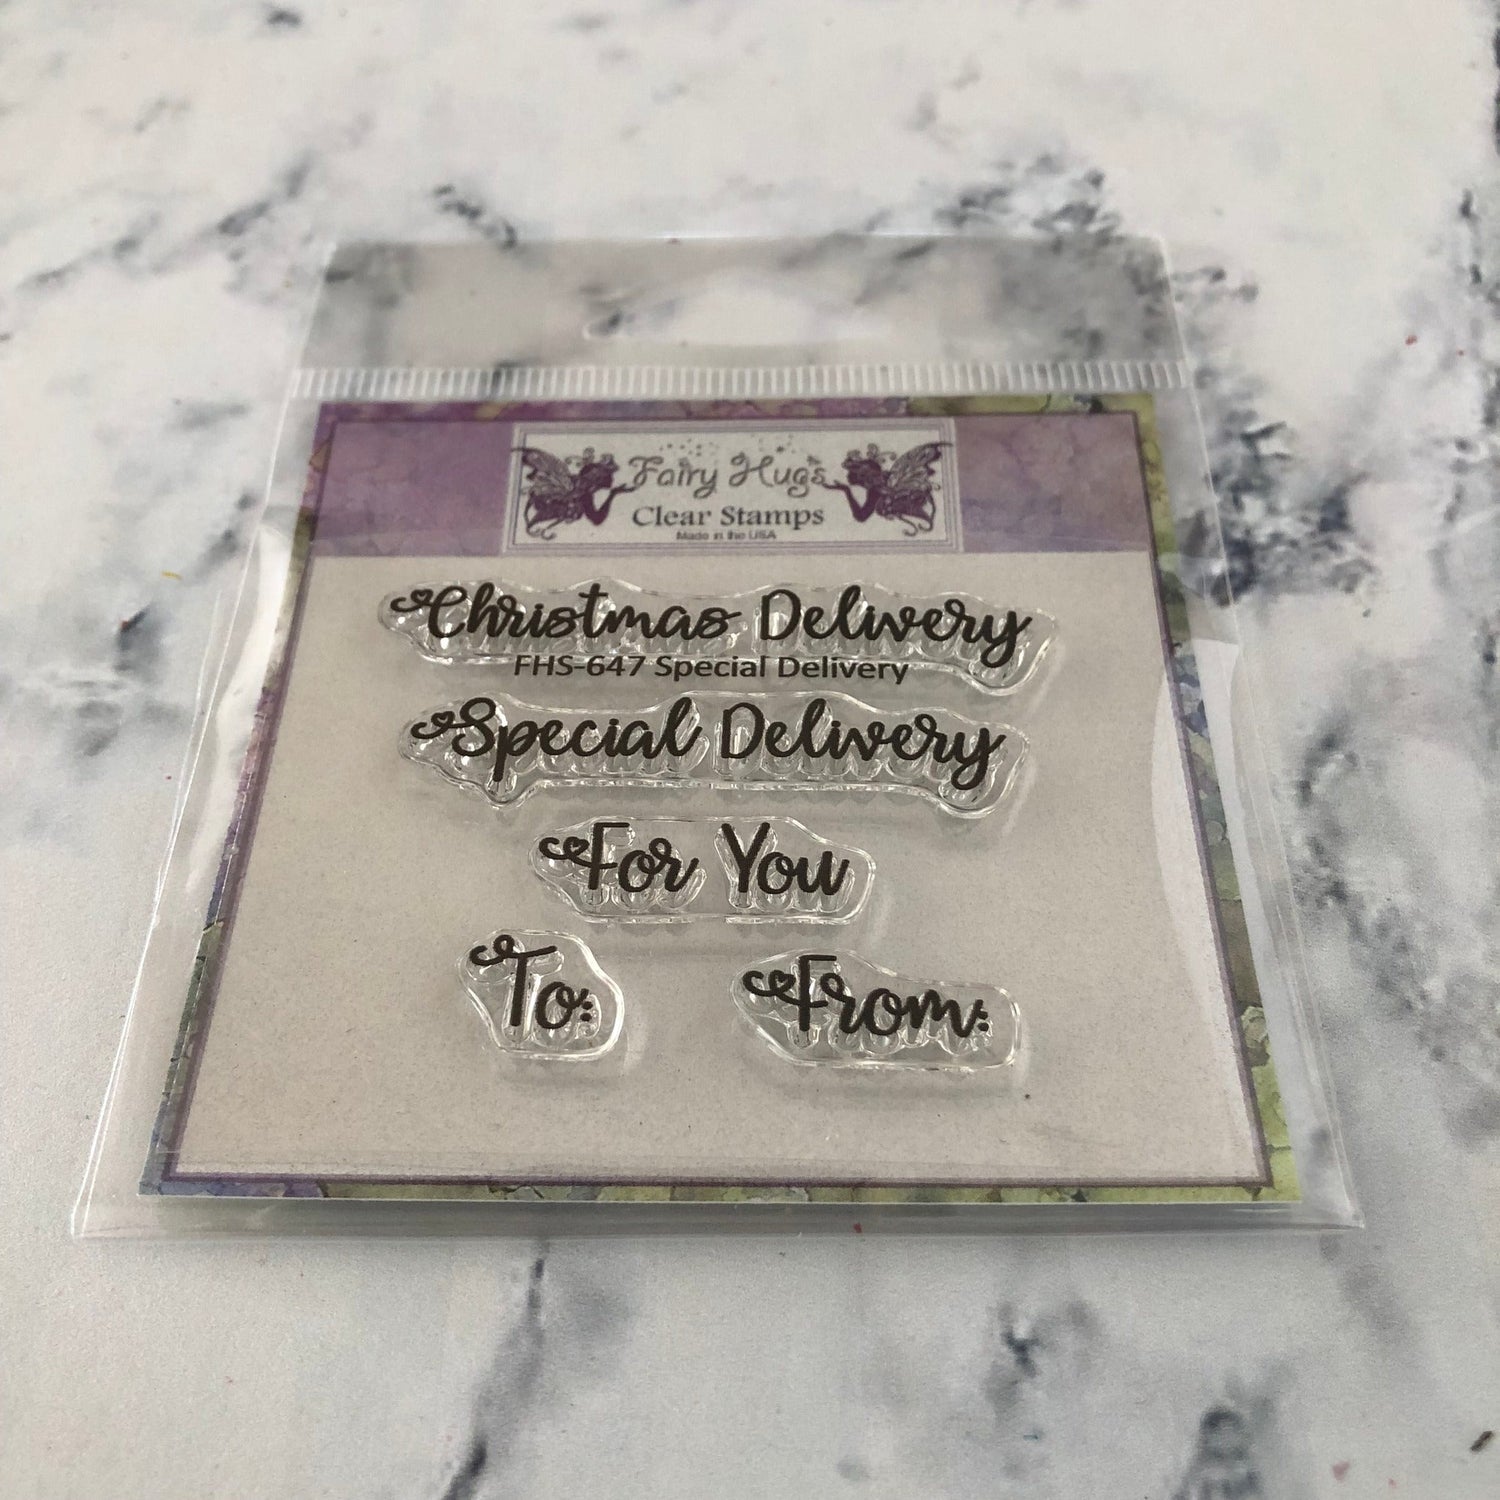 Fairy Hugs
Clear Stamps
Made in the USA
Christmas Delivery
FHS-647 Special Delivery
Special Delivery
For You
To: From: